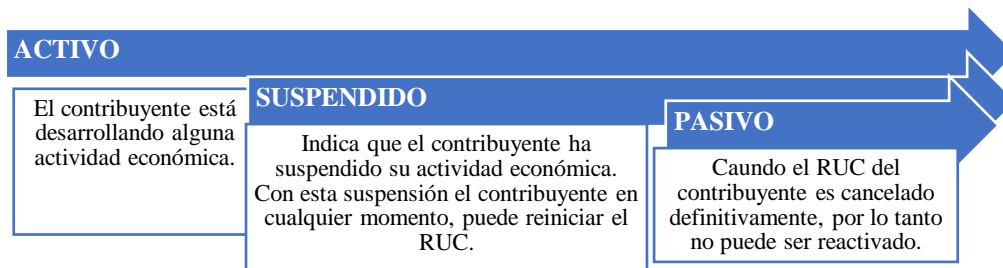 ACTIVO
El contribuyente está
desarrollando alguna
actividad económica.
SUSPENDIDO
Indica que el contribuyente ha
suspendido su actividad económica.
Con esta suspensión el contribuyente en
cualquier momento, puede reiniciar el
RUC.
PASIVO
Caundo el RUC del
contribuyente es cancelado
definitivamente, por lo tanto
no puede ser reactivado.